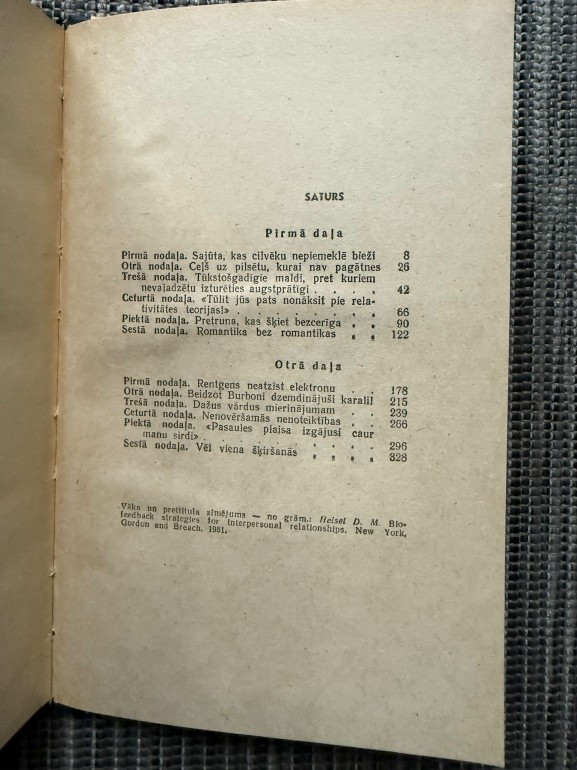 SATURS
Pirmā daļa
Pirmā nodaļa. Sajūta, kas cilvēku nepiemeklē bieži 8
Otrā nodaļa. Ceļš uz pilsētu, kurai nav pagātnes 26
Trešā nodaļa. Tūkstošgadīgie maldi, pret kuriem
nevajadzētu izturēties augstprātīgi . . . . 42
Ceturtā nodaļa. «Tūlīt jūs pats nonāksit pie rela-
tivitātes teorijas!» . . . . . . . . 66
Piektā nodaļa. Pretruna, kas šķiet bezcerīga . . 90
Sestā nodaļa. Romantika bez romantikas . . 122
Otrā daļa
Pirmā nodaļa. Rentgens neatzīst elektronu . . 178
Otrā nodaļa. Beidzot Burboni dzemdinājuši karali! 215
Trešā nodaļa. Dažus vārdus mierinājumam . . 239
Ceturtā nodaļa. Nenovēršamās nenoteiktības . . 266
Piektā nodaļa. «Pasaules plaisa izgājusi caur
manu sirdi» . . . . . . . . . 296
Sestā nodaļa. Vēl viena šķiršanās . . . . 328
Vāka un prettitula zīmējums — no grām.: Heisel D. M. Bio-
feedback strategies for interpersonal relationships. New York,
Gordon and Breach, 1981.